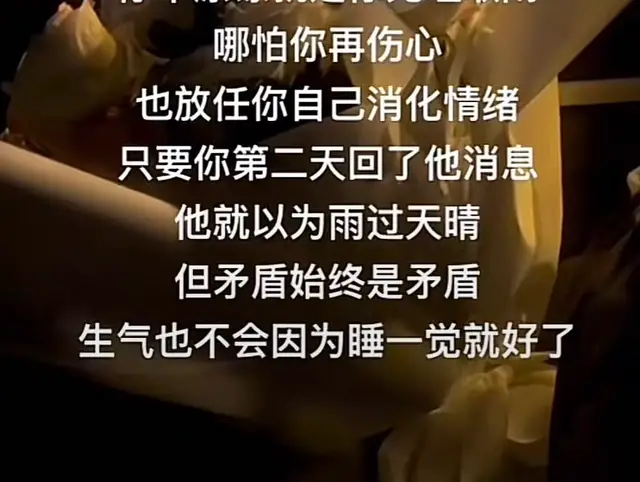 哪怕你再伤心
也放任你自己消化情绪
只要你第二天回了他消息
他就以为雨过天晴
但矛盾始终是矛盾
生气也不会因为睡一觉就好了